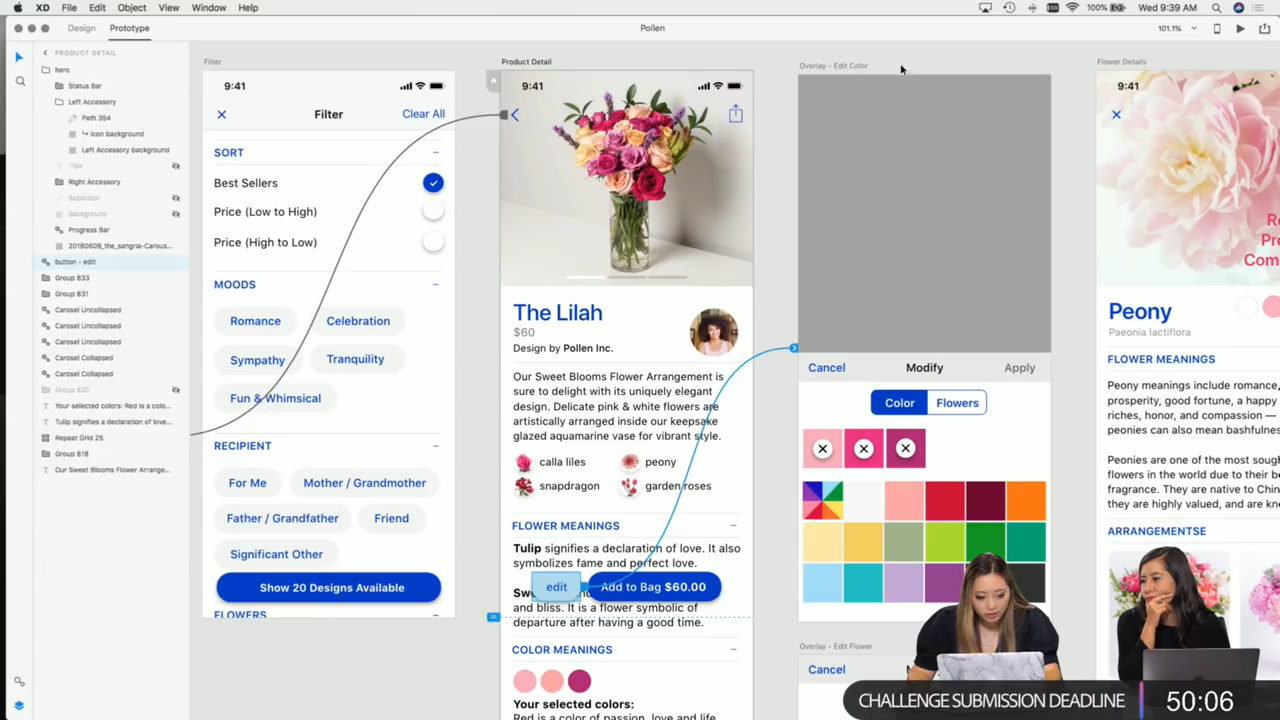 XD File Edit Object View Window Help
100% Wed 9:39 AM
Design Prototype
Pollen
101.1%
PRODUCT DETAIL
hero
Status Bar
Left Accessory
Path 354
Icon background
Left Accessory background
Title
Right Accessory
Separator
Background
Progress Bar
20180608_the_sangria-Carous...
button - edit
Group 833
Group 831
Carosel Uncollapsed
Carosel Uncollapsed
Carosel Uncollapsed
Carosel Collapsed
Carosel Collapsed
Group 820
Your selected colors: Red is a colo...
Tulip signifies a declaration of love...
Repeat Grid 25
Group 818
Our Sweet Blooms Flower Arrange...
Filter
9:41
Filter
Clear All
SORT
Best Sellers
Price (Low to High)
Price (High to Low)
MOODS
Romance
Celebration
Sympathy
Tranquility
Fun & Whimsical
RECIPIENT
For Me
Mother / Grandmother
Father / Grandfather
Friend
Significant Other
Show 20 Designs Available
FLOWERS
Product Detail
9:41
The Lilah
$60
Design by Pollen Inc.
Our Sweet Blooms Flower Arrangement is
sure to delight with its uniquely elegant
design. Delicate pink & white flowers are
artistically arranged inside our keepsake
glazed aquamarine vase for vibrant style.
calla liles
peony
snapdragon
garden roses
FLOWER MEANINGS
Tulip signifies a declaration of love. It also
symbolizes fame and perfect love.
edit
Add to Bag $60.00
and bliss. It is a flower symbolic of
departure after having a good time.
COLOR MEANINGS
Your selected colors:
Red is a color of passion, love and life
Overlay - Edit Color
Cancel
Modify
Apply
Color
Flowers
Overlay - Edit Flower
Cancel
Flower Details
9:41
Peony
Paeonia lactiflora
FLOWER MEANINGS
Peony meanings include romance,
prosperity, good fortune, a happy
riches, honor, and compassion —
peonies can also mean bashfulnes
Peonies are one of the most soug
flowers in the world due to their be
fragrance. They are native to Chin
they are highly valued, and are kn
ARRANGEMENTSE
CHALLENGE SUBMISSION DEADLINE
50:06